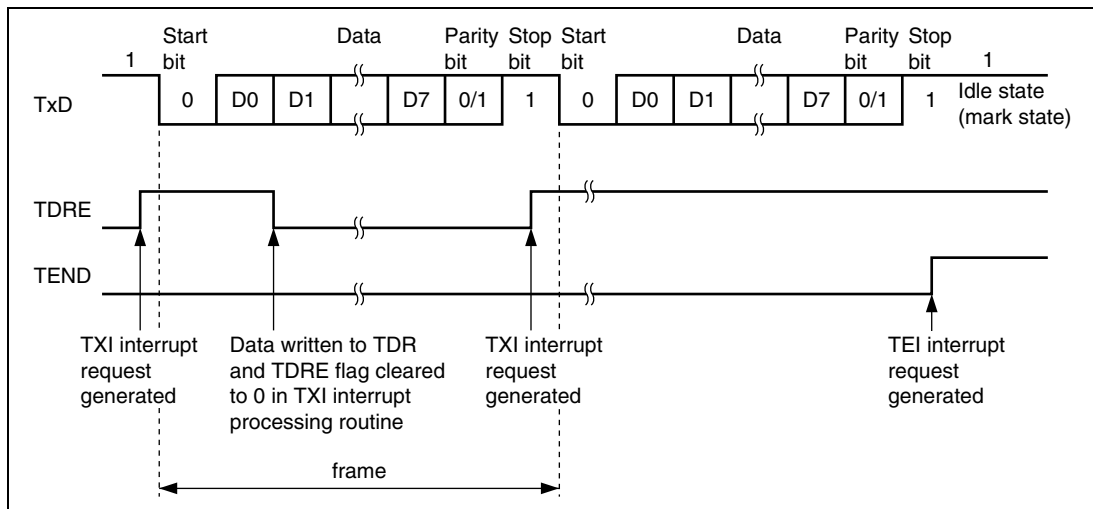 Start Data Parity Stop Start Data Parity Stop
1 bit bit bit bit bit bit 1
TxD 0 D0 D1 D7 0/1 1 0 D0 D1 D7 0/1 1 Idle state
(mark state)
TDRE
TEND
TXI interrupt
request
generated
Data written to TDR
and TDRE flag cleared
to 0 in TXI interrupt
processing routine
TXI interrupt
request
generated
TEI interrupt
request
generated
frame